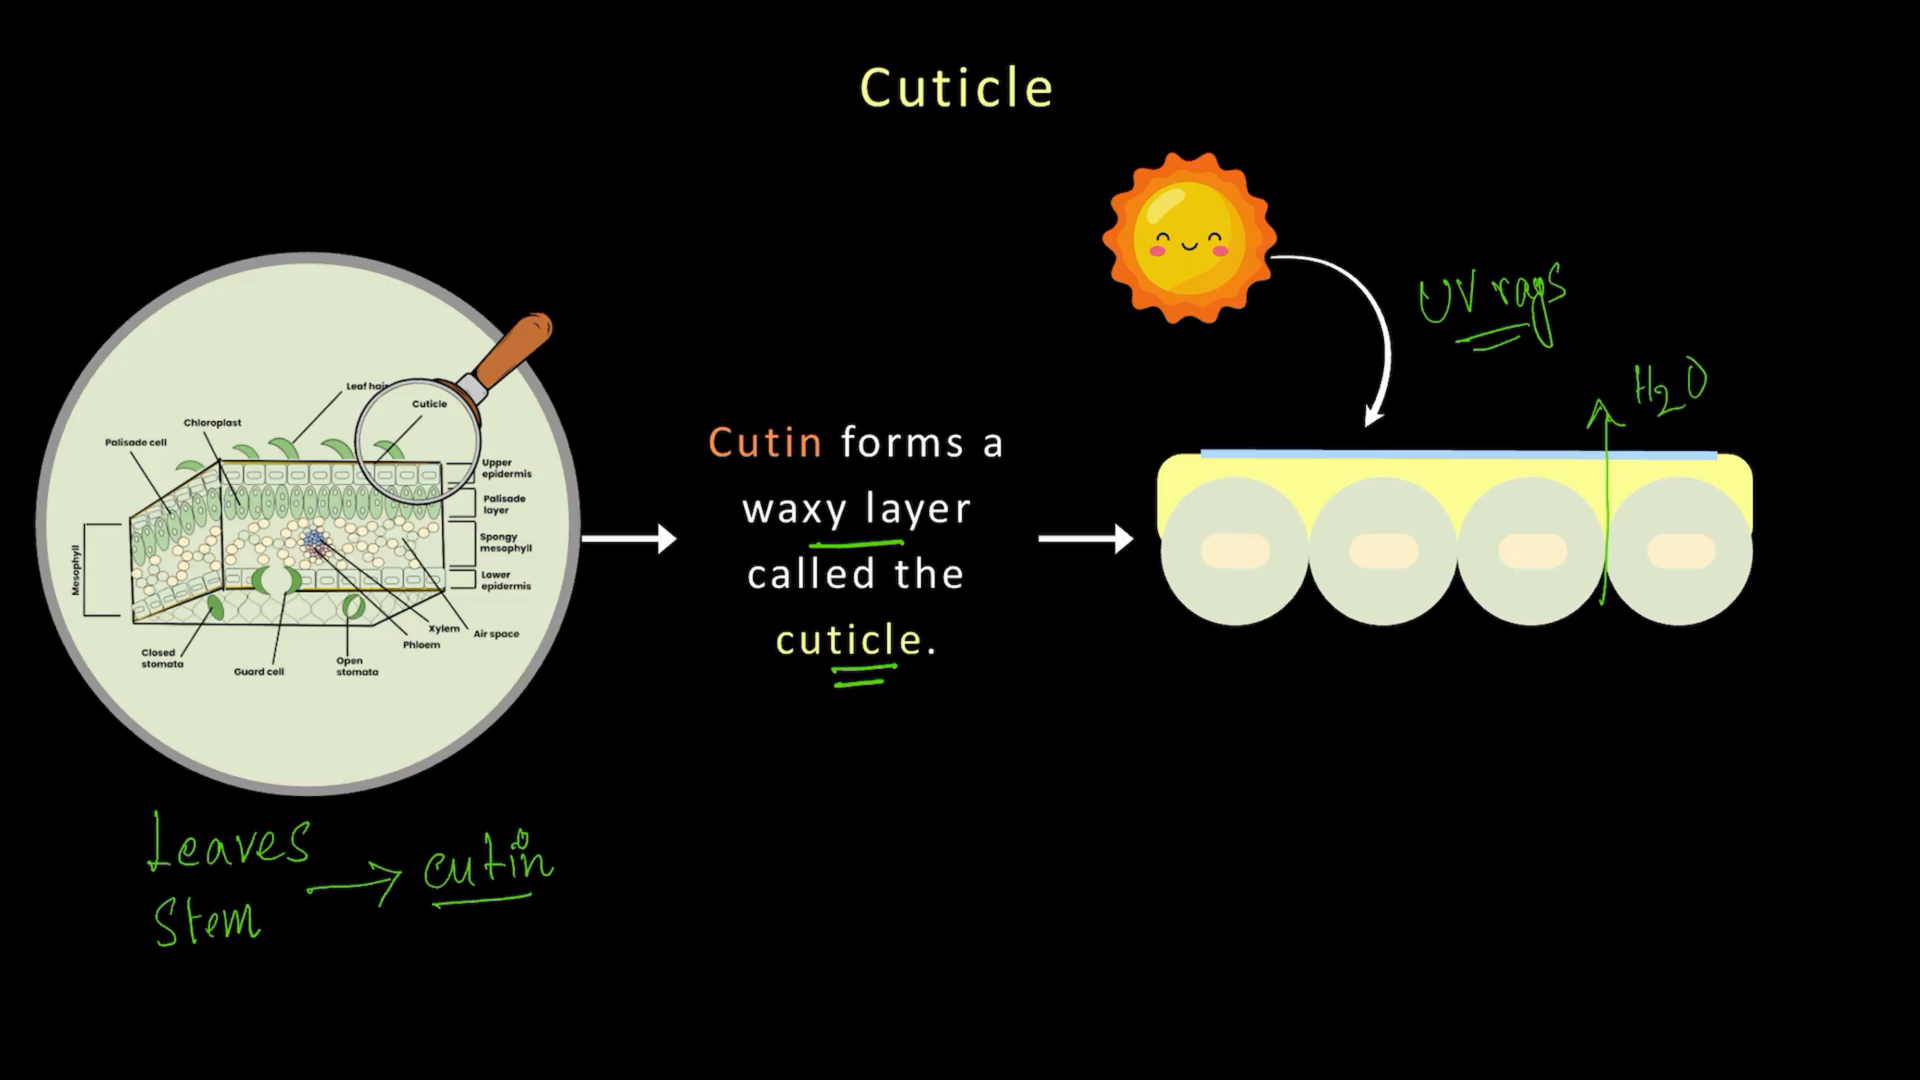 Cuticle
UV rays
H2O
Leaf hair
Cuticle
Chloroplast
Palisade cell
Upper
epidermis
Palisade
layer
Spongy
mesophyll
Lower
epidermis
Mesophyll
Xylem
Air space
Phloem
Closed
stomata
Guard cell
Open
stomata
Cutin forms a
waxy layer
called the
cuticle.
Leaves
Stem
→ cutin